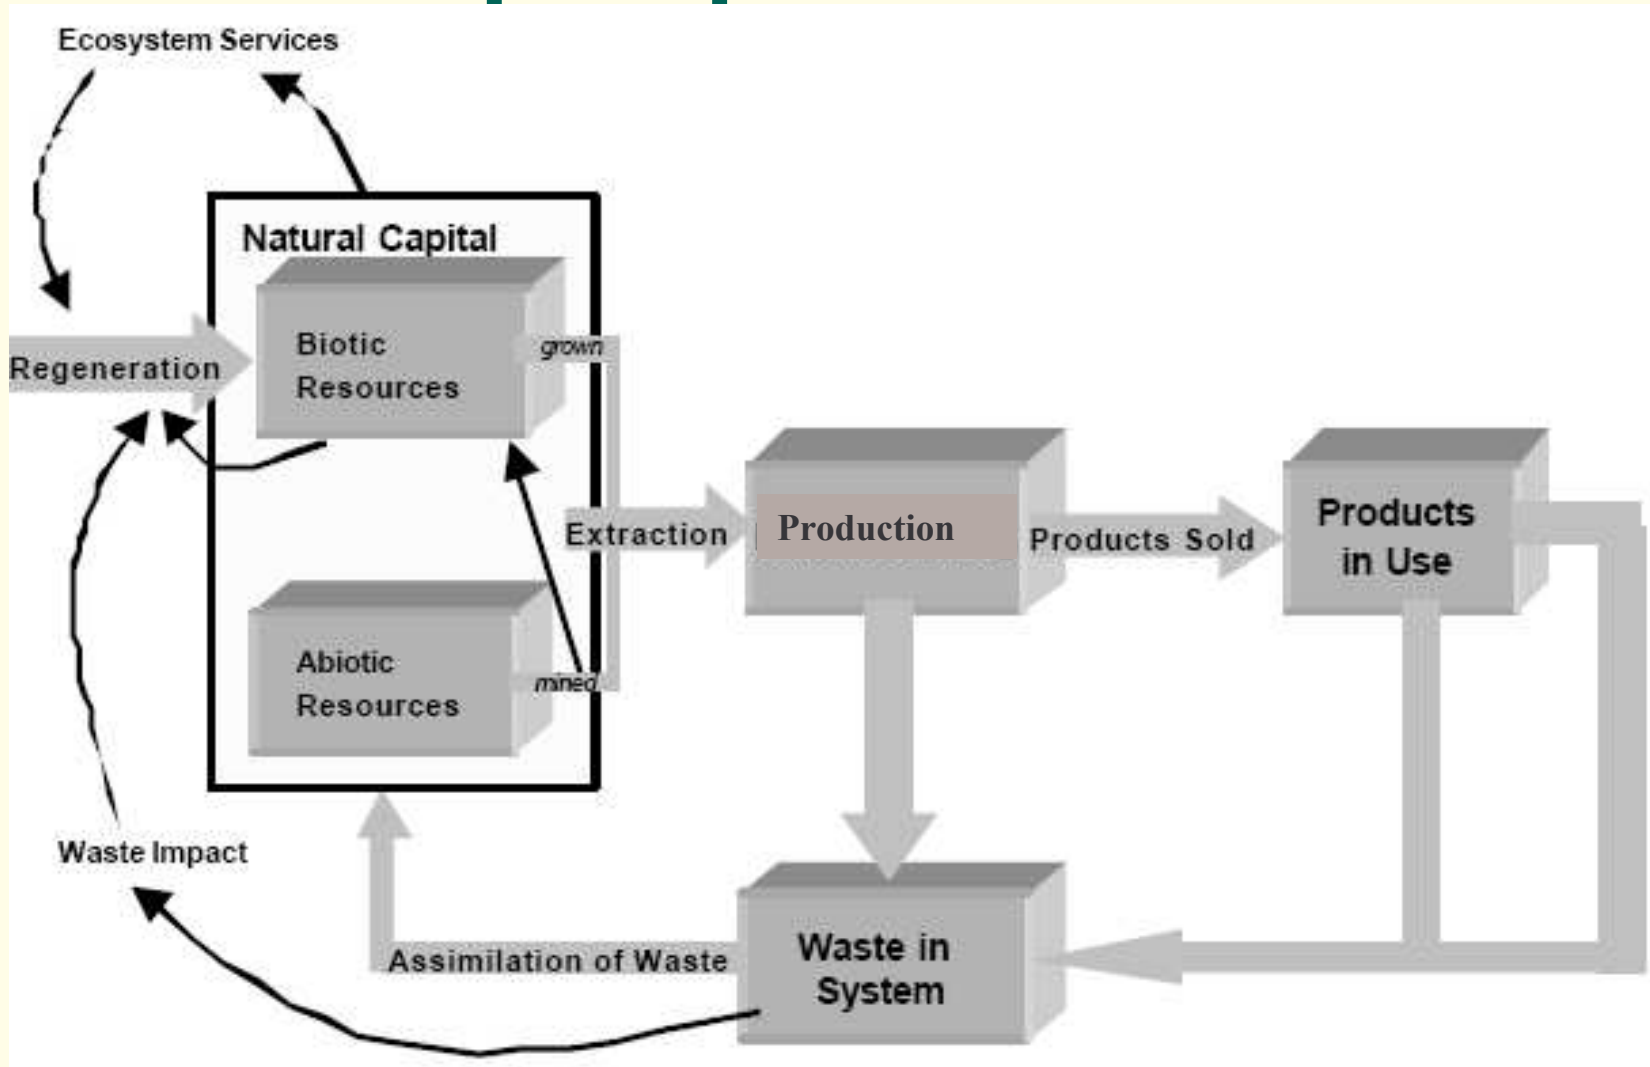 Ecosystem Services
Natural Capital
Biotic
Resources
grown
Regeneration
Extraction
Production
Products Sold
Products
in Use
Abiotic
Resources
mined
Waste Impact
Assimilation of Waste
Waste in
System